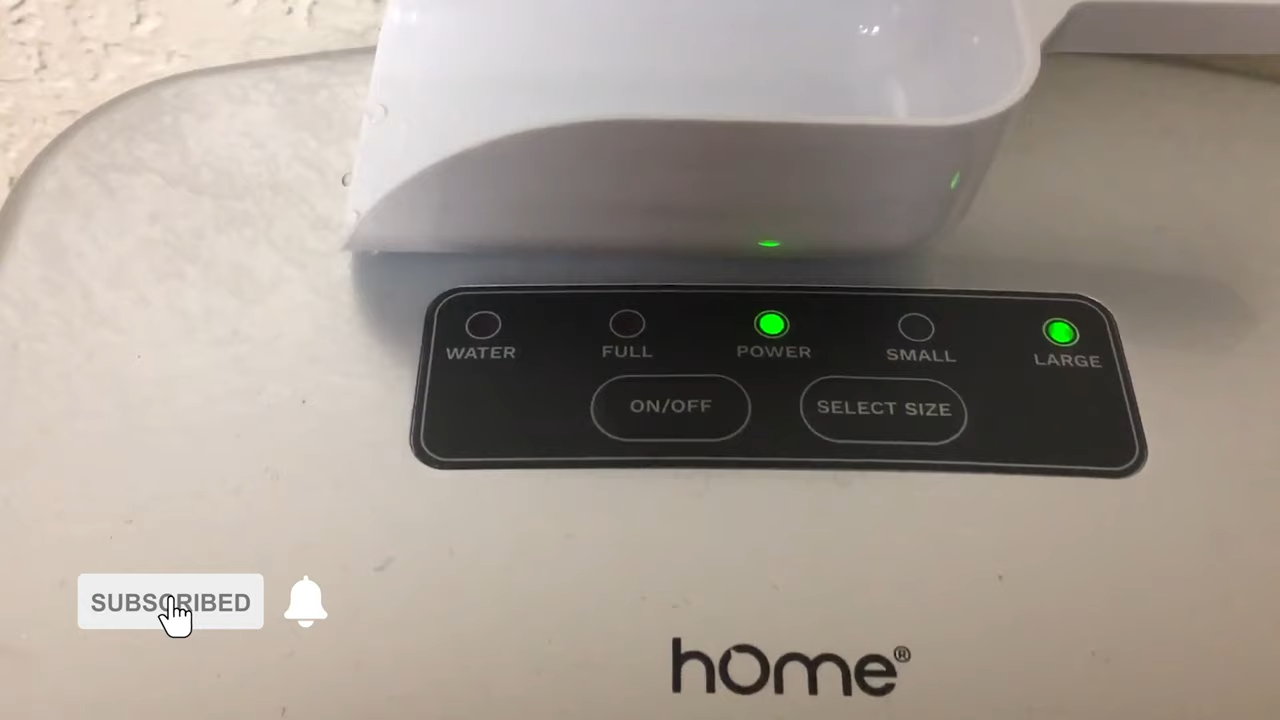 WATER FULL POWER SMALL LARGE
ON/OFF SELECT SIZE
SUBSCRIBED
home®